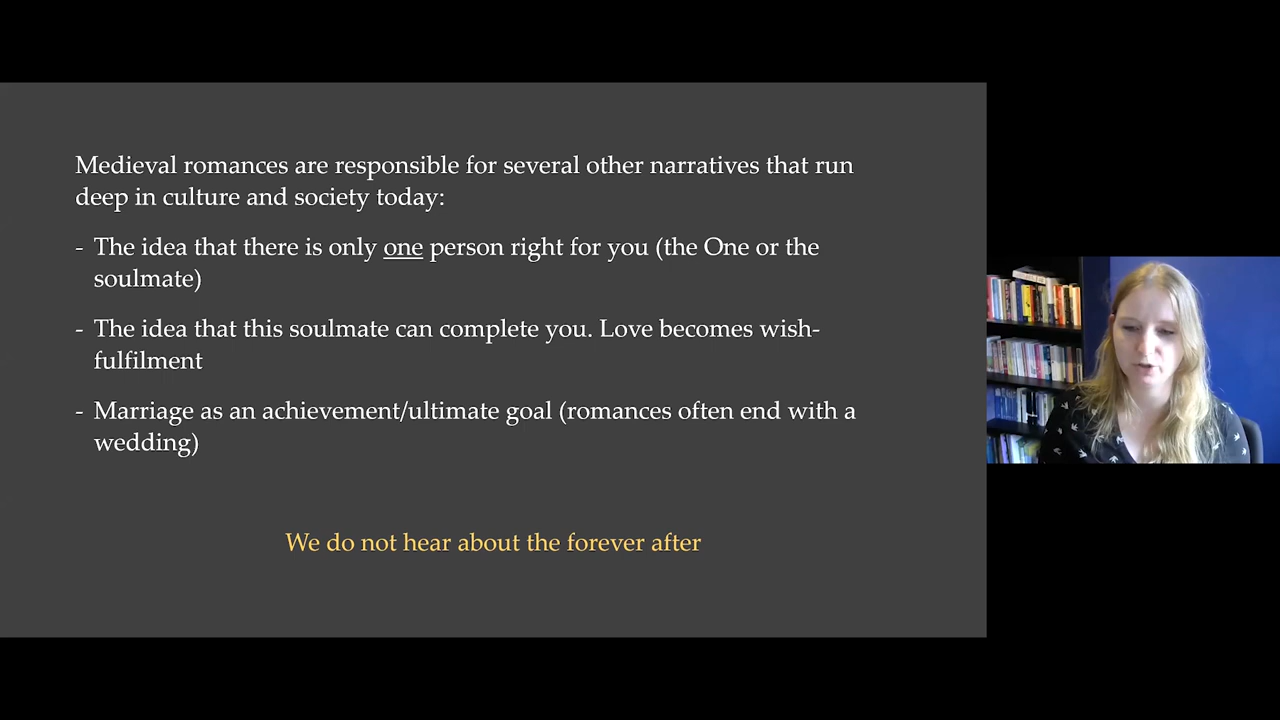 Medieval romances are responsible for several other narratives that run
deep in culture and society today:
- The idea that there is only one person right for you (the One or the
soulmate)
- The idea that this soulmate can complete you. Love becomes wish-
fulfilment
- Marriage as an achievement/ultimate goal (romances often end with a
wedding)
We do not hear about the forever after